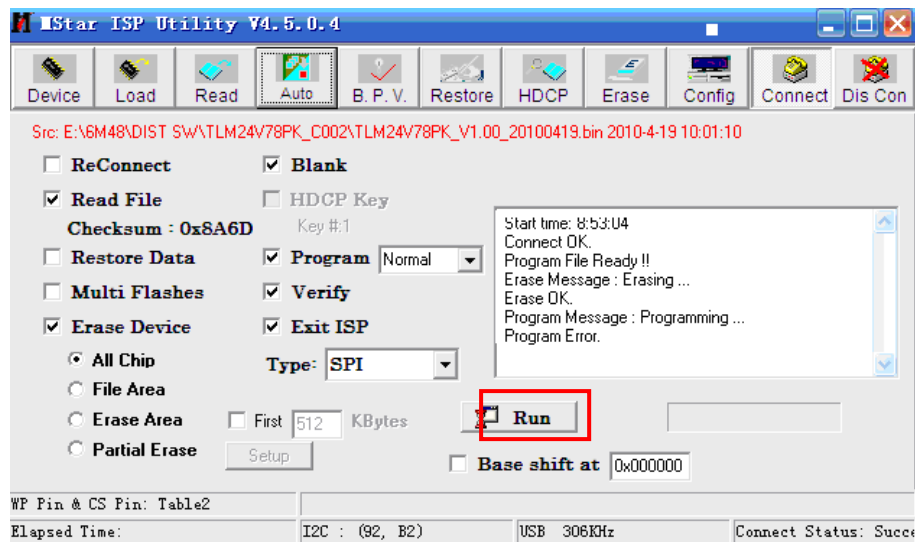 MStar ISP Utility V4.5.0.4
Device Load Read Auto B.P.V. Restore HDCP Erase Config Connect Dis Con
Src: E:\6M48\DIST SW\TLM24V78PK_C002\TLM24V78PK_V1.00_20100419.bin 2010-4-19 10:01:10
ReConnect
Blank
Read File
HDCP Key
Checksum : 0x8A6D
Key #:1
Restore Data
Program Normal
Multi Flashes
Verify
Erase Device
Exit ISP
All Chip
Type: SPI
File Area
Erase Area
First 512 KBytes
Partial Erase
Setup
Start time: 8:53:04
Connect OK.
Program File Ready !!
Erase Message : Erasing ...
Erase OK.
Program Message : Programming ...
Program Error.
Run
Base shift at 0x000000
WP Pin & CS Pin: Table2
Elapsed Time: I2C : (92, B2) USB 306KHz Connect Status: Succe